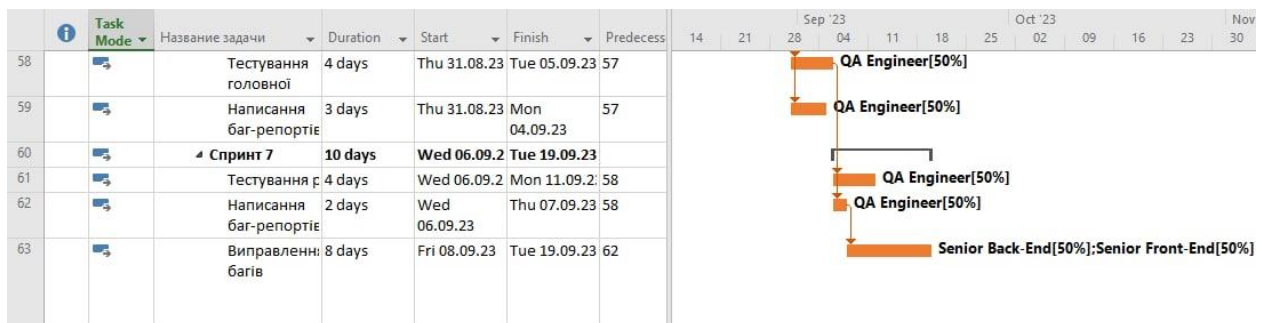 Sep '23 Oct '23 Nov
Task Mode Название задачи Duration Start Finish Predecess 14 21 28 04 11 18 25 02 09 16 23 30
58 Тестування головної 4 days Thu 31.08.23 Tue 05.09.23 57 QA Engineer[50%]
59 Написання баг-репортів 3 days Thu 31.08.23 Mon 04.09.23 57 QA Engineer[50%]
60 Спринт 7 10 days Wed 06.09.2 Tue 19.09.23
61 Тестування р 4 days Wed 06.09.2 Mon 11.09.2 58 QA Engineer[50%]
62 Написання баг-репортів 2 days Wed 06.09.23 Thu 07.09.23 58 QA Engineer[50%]
63 Виправлення багів 8 days Fri 08.09.23 Tue 19.09.23 62 Senior Back-End[50%];Senior Front-End[50%]